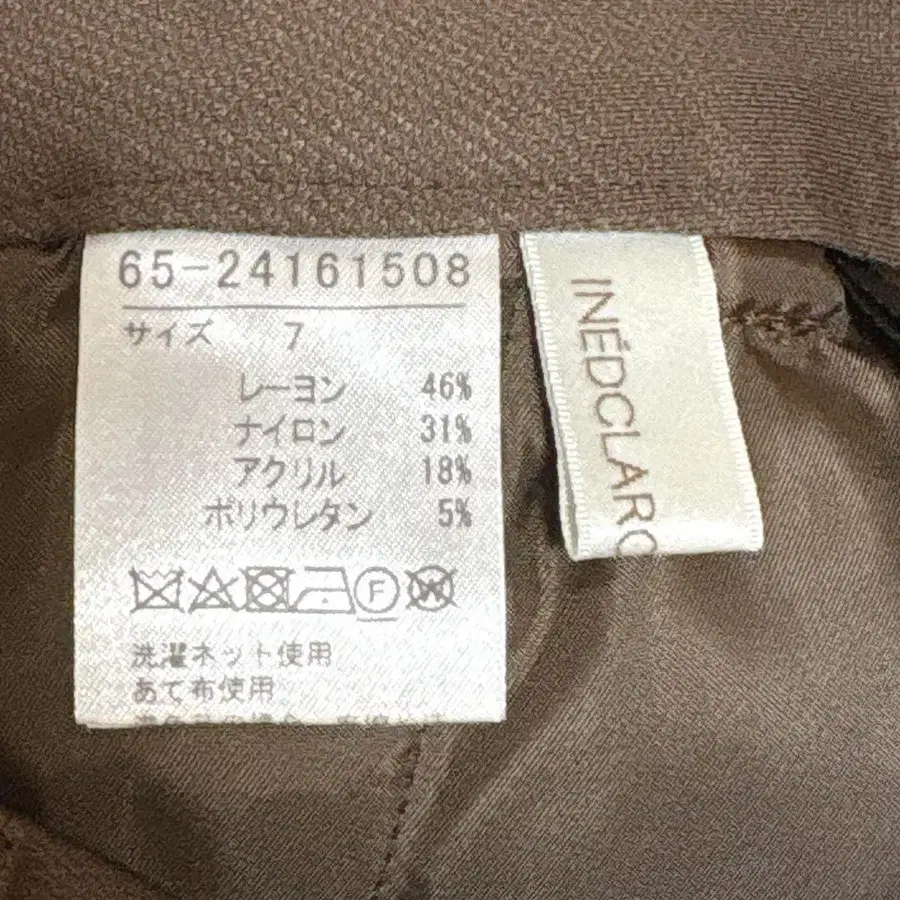 65-24161508
サイズ 7
レーヨン 46%
ナイロン 31%
アクリル 18%
ポリウレタン 5%
F
W
洗濯ネット使用
あて布使用
INÉDCLARO